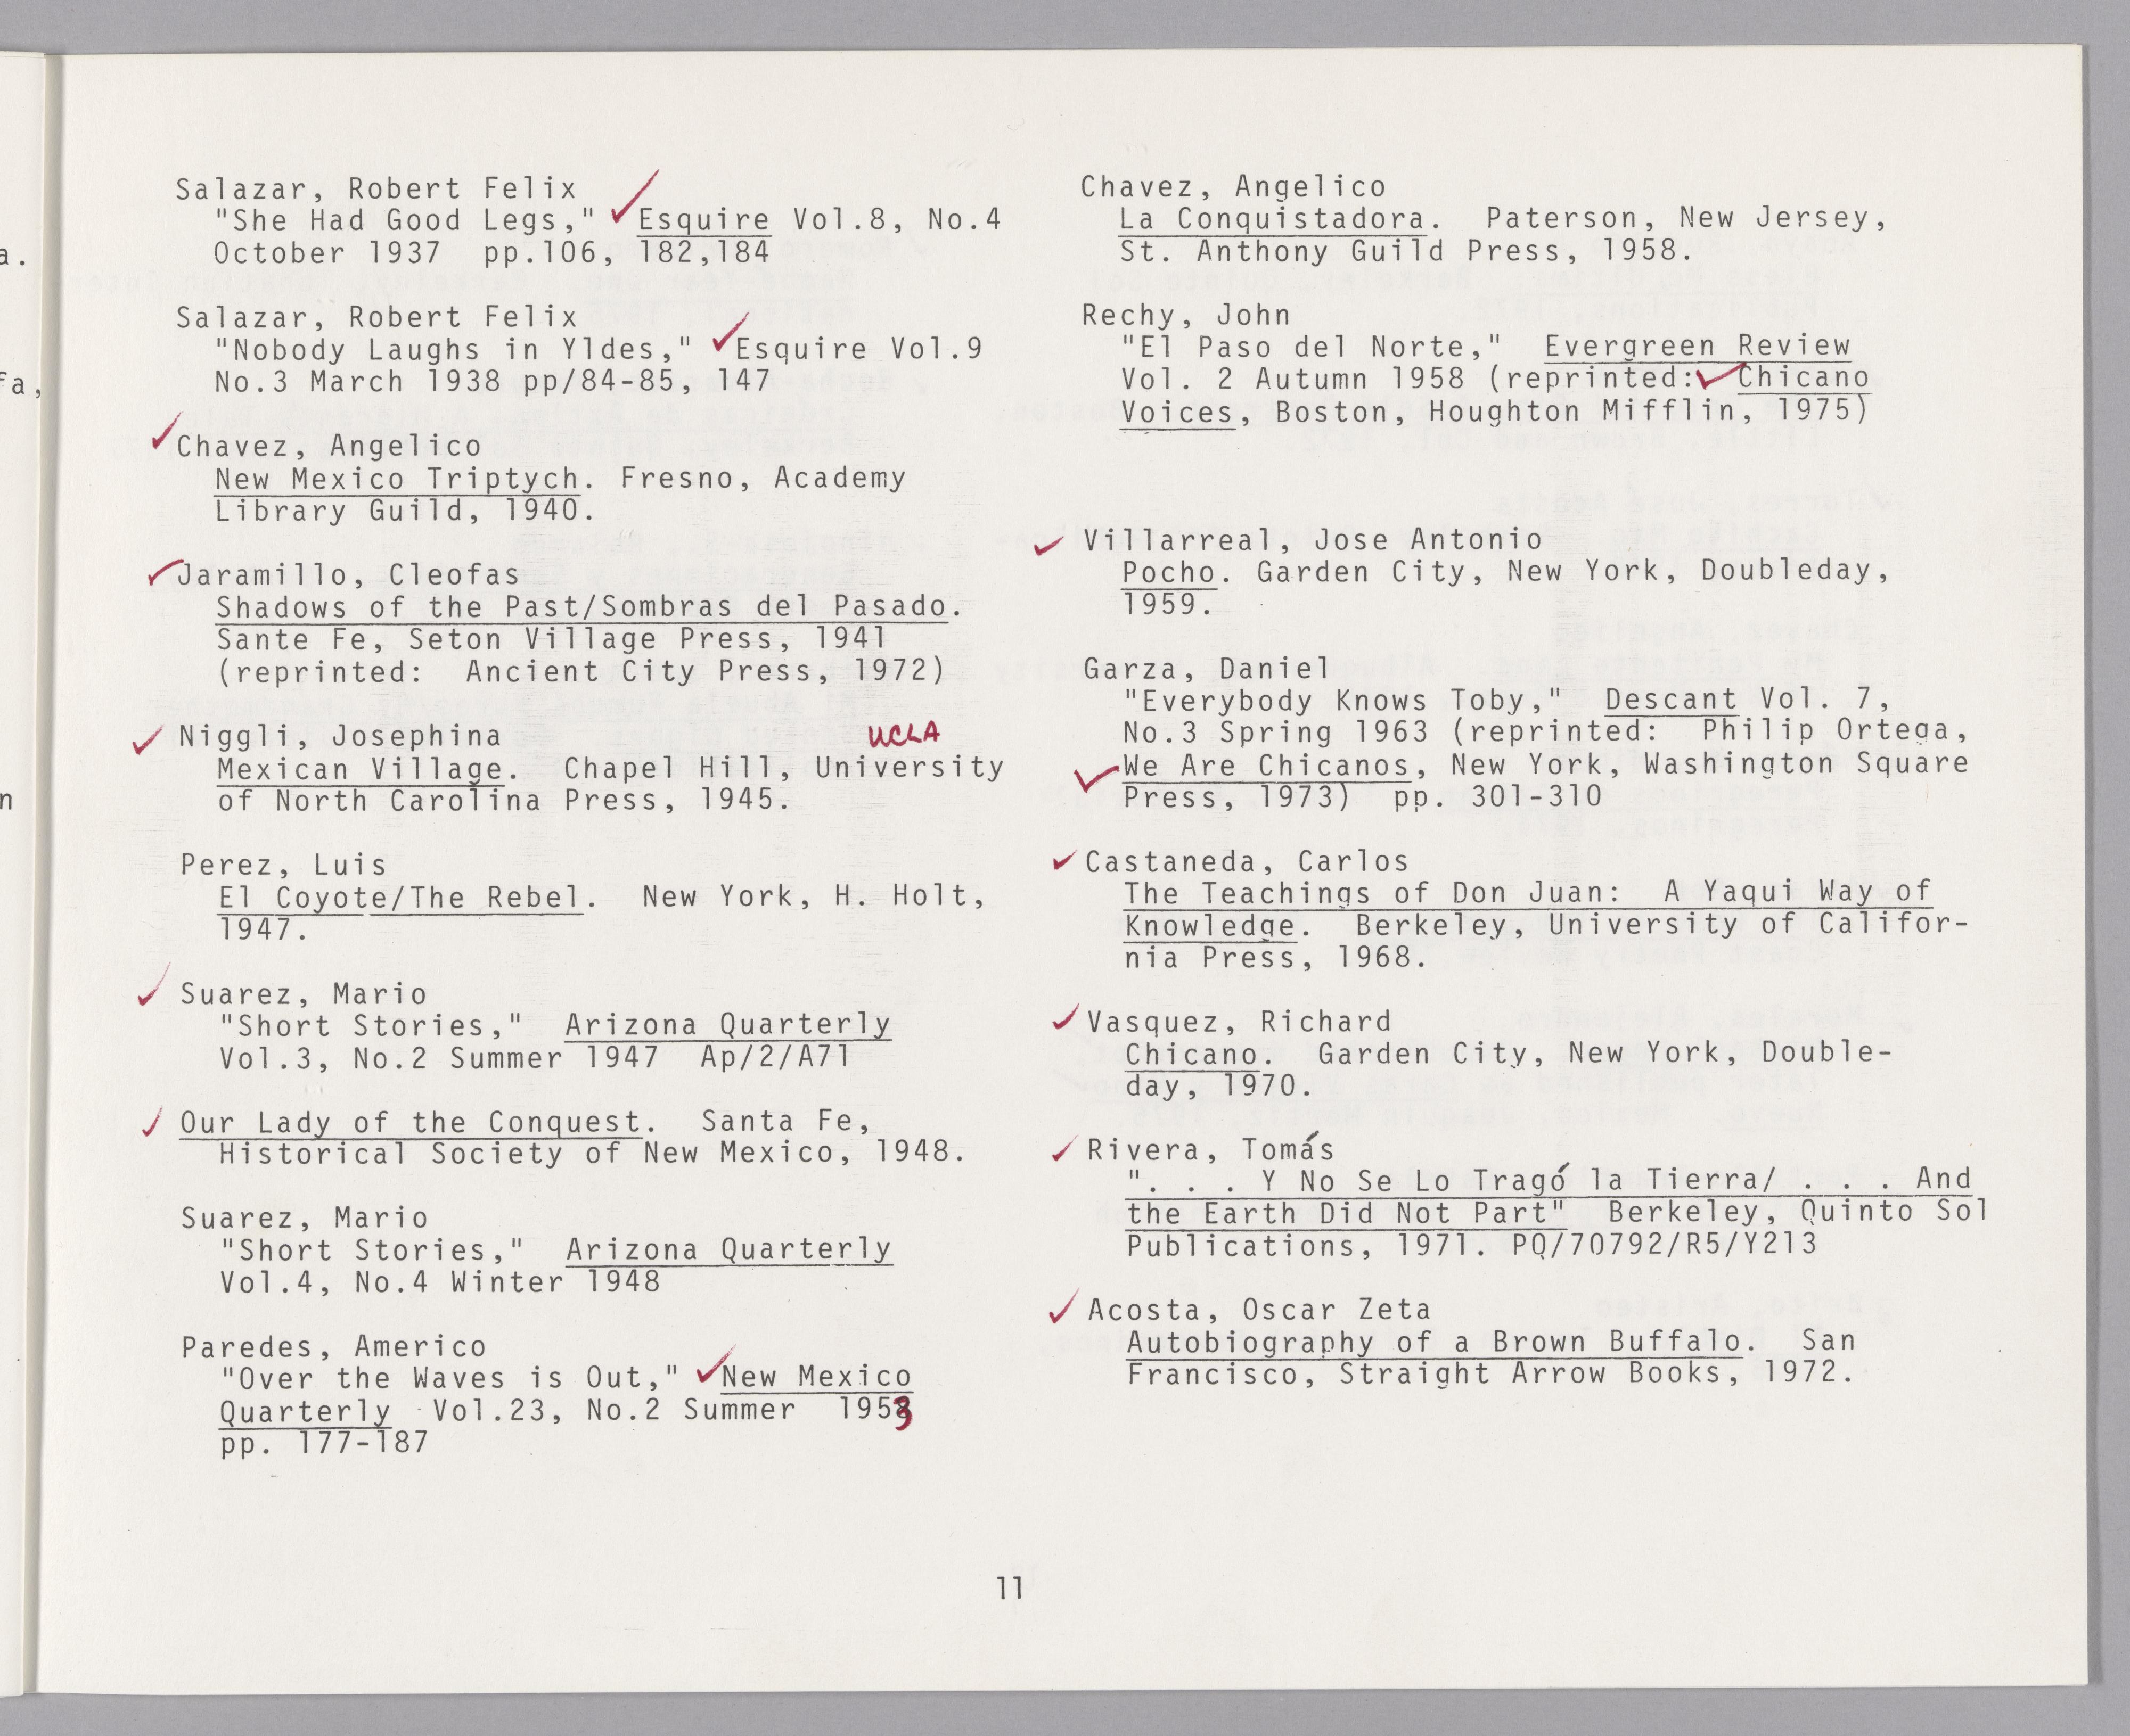 a.
fa,
n
Salazar, Robert Felix
"She Had Good Legs," ✓Esquire Vol.8, No.4
October 1937 pp.106, 182,184
Salazar, Robert Felix
"Nobody Laughs in Yldes," ✓Esquire Vol.9
No.3 March 1938 pp/84-85, 147
✓Chavez, Angelico
New Mexico Triptych. Fresno, Academy
Library Guild, 1940.
✓Jaramillo, Cleofas
Shadows of the Past/Sombras del Pasado.
Sante Fe, Seton Village Press, 1941
(reprinted: Ancient City Press, 1972)
✓ Niggli, Josephina
UCLA
Mexican Village. Chapel Hill, University
of North Carolina Press, 1945.
Perez, Luis
El Coyote/The Rebel. New York, H. Holt,
1947.
✓ Suarez, Mario
"Short Stories," Arizona Quarterly
Vol.3, No.2 Summer 1947 Ap/2/A71
✓ Our Lady of the Conquest. Santa Fe,
Historical Society of New Mexico, 1948.
Suarez, Mario
"Short Stories," Arizona Quarterly
Vol.4, No.4 Winter 1948
Paredes, Americo
"Over the Waves is Out," ✓New Mexico
Quarterly Vol.23, No.2 Summer 1953
pp. 177-187
Chavez, Angelico
La Conquistadora. Paterson, New Jersey,
St. Anthony Guild Press, 1958.
Rechy, John
"El Paso del Norte," Evergreen Review
Vol. 2 Autumn 1958 (reprinted:✓Chicano
Voices, Boston, Houghton Mifflin, 1975)
✓ Villarreal, Jose Antonio
Pocho. Garden City, New York, Doubleday,
1959.
Garza, Daniel
"Everybody Knows Toby," Descant Vol. 7,
No.3 Spring 1963 (reprinted: Philip Ortega,
✓We Are Chicanos, New York, Washington Square
Press, 1973) pp. 301-310
✓ Castaneda, Carlos
The Teachings of Don Juan: A Yaqui Way of
Knowledge. Berkeley, University of Califor-
nia Press, 1968.
✓ Vasquez, Richard
Chicano. Garden City, New York, Double-
day, 1970.
✓ Rivera, Tomás
". . . Y No Se Lo Tragó la Tierra/ . . . And
the Earth Did Not Part" Berkeley, Quinto Sol
Publications, 1971. PQ/70792/R5/Y213
✓ Acosta, Oscar Zeta
Autobiography of a Brown Buffalo. San
Francisco, Straight Arrow Books, 1972.
11